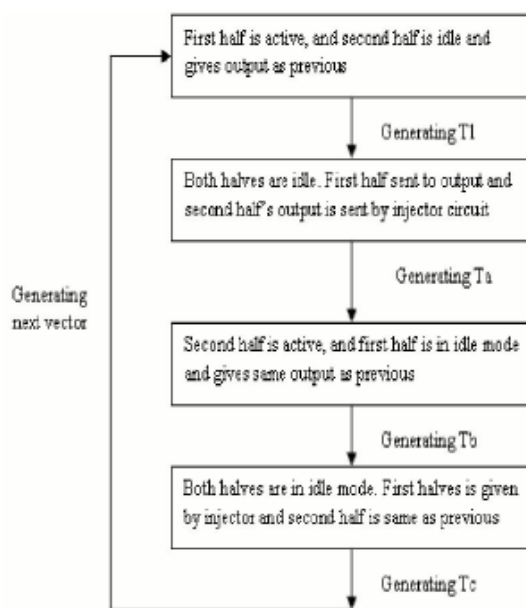 First half is active, and second half is idle and
gives output as previous
Generating T1
Both halves are idle. First half sent to output and
second half's output is sent by injector circuit
Generating Ta
Generating
next vector
Second half is active, and first half is in idle mode
and gives same output as previous
Generating Tb
Both halves are in idle mode. First halves is given
by injector and second half is same as previous
Generating Tc